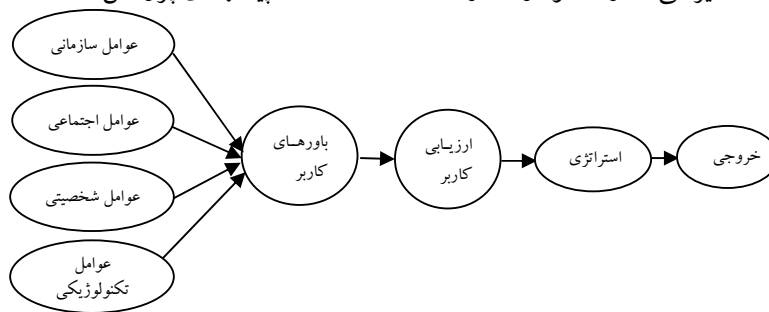 عوامل سازمانی
عوامل اجتماعی
عوامل شخصیتی
عوامل
تکنولوژیکی
باورهـای
کاربر
ارزیـابی
کاربر
استراتژی
خروجی